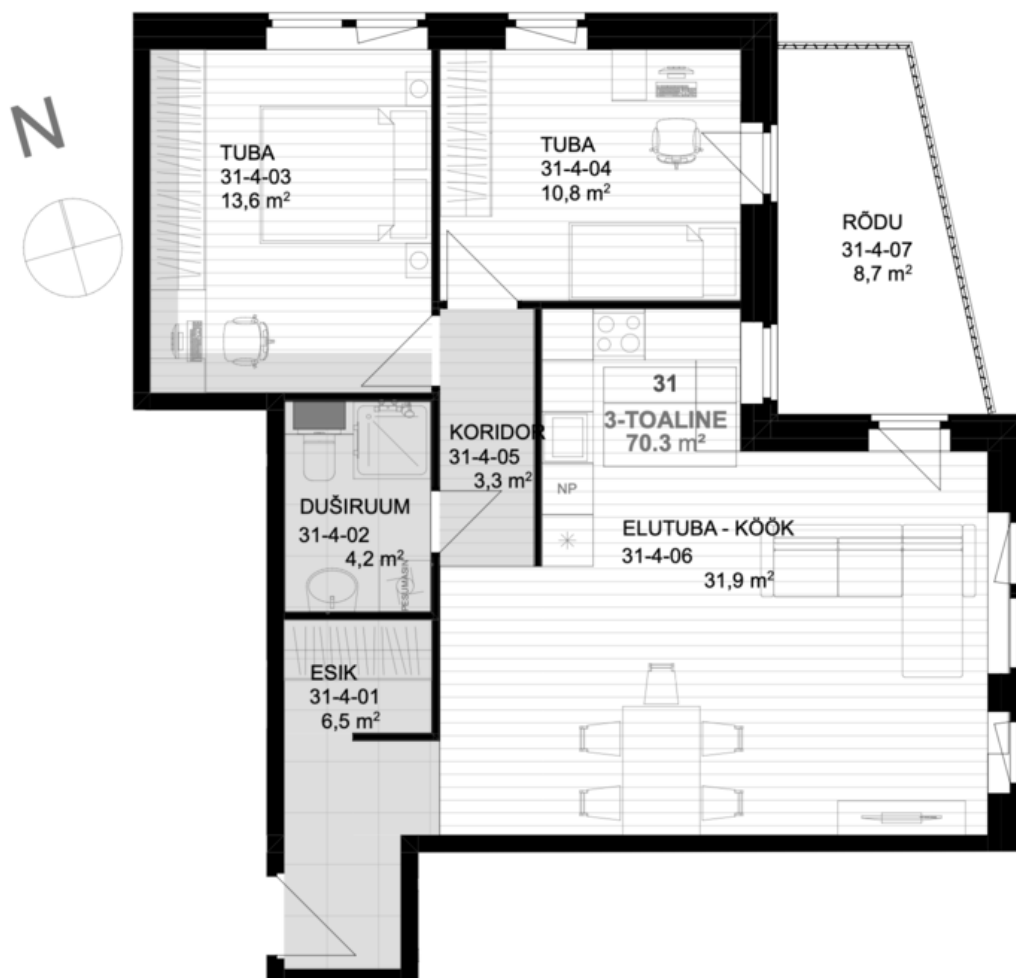 N
TUBA
31-4-03
13,6 m²
TUBA
31-4-04
10,8 m²
RÕDU
31-4-07
8,7 m²
31
3-TOALINE
70.3 m²
KORIDOR
31-4-05
3,3 m²
NP
DUŠIRUUM
31-4-02
4,2 m²
PESUMASIN
ELUTUBA - KÖÖK
31-4-06
31,9 m²
ESIK
31-4-01
6,5 m²